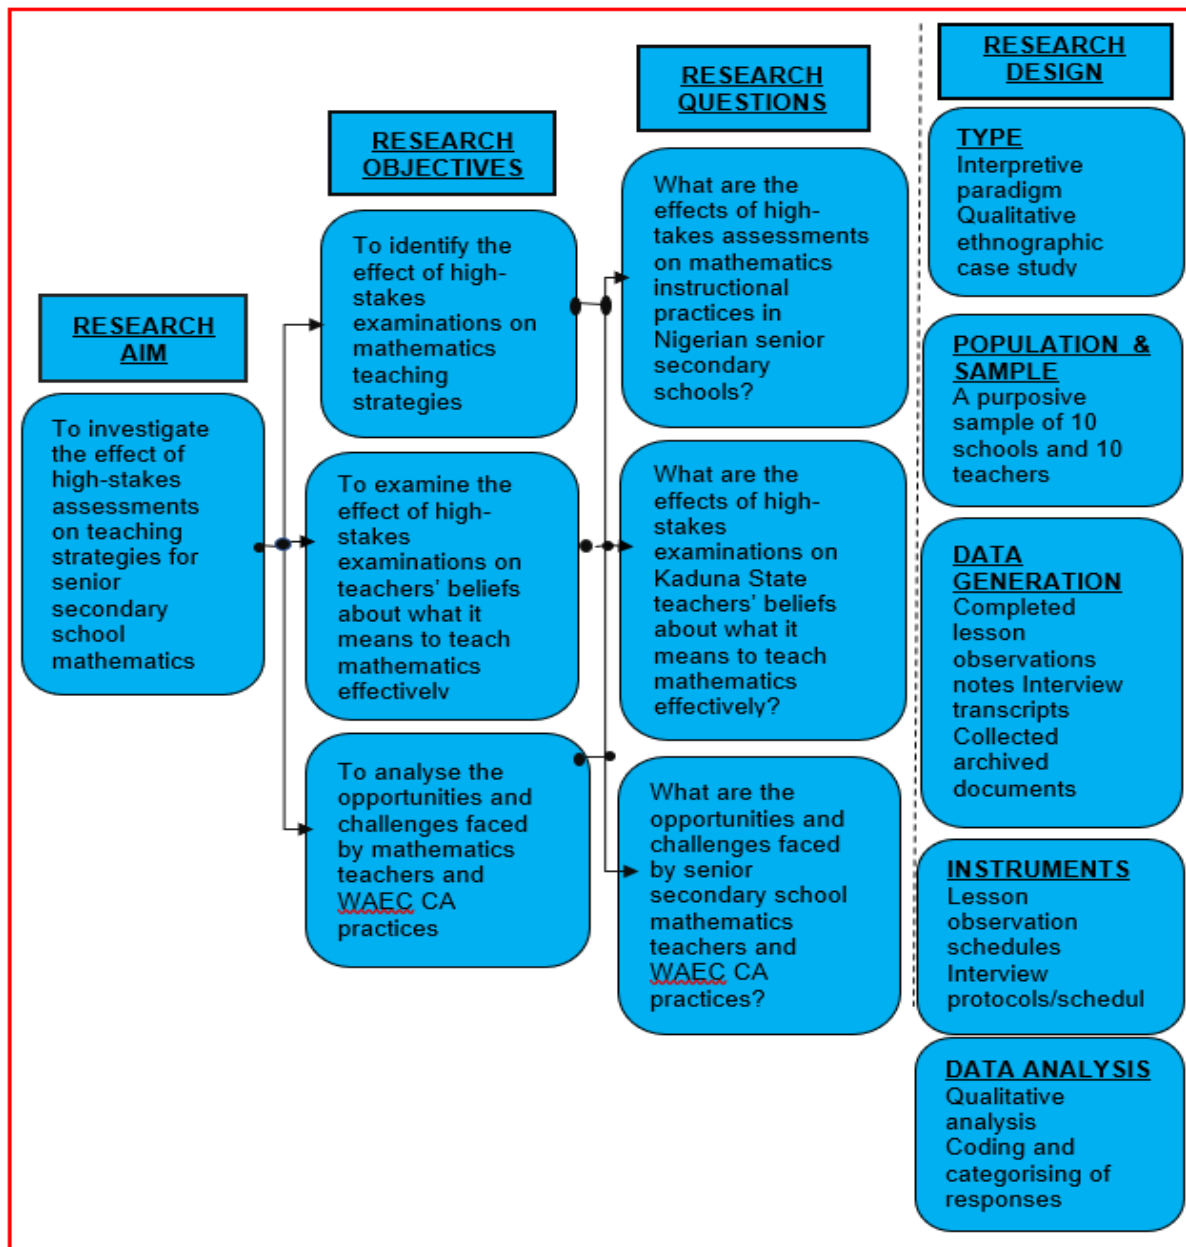 RESEARCH
AIM
To investigate
the effect of
high-stakes
assessments
on teaching
strategies for
senior
secondary
school
mathematics
RESEARCH
OBJECTIVES
To identify the
effect of high-
stakes
examinations on
mathematics
teaching
strategies
To examine the
effect of high-
stakes
examinations on
teachers' beliefs
about what it
means to teach
mathematics
effectively
To analyse the
opportunities and
challenges faced
by mathematics
teachers and
WAEC CA
practices
RESEARCH
QUESTIONS
What are the
effects of high-
takes assessments
on mathematics
instructional
practices in
Nigerian senior
secondary
schools?
What are the
effects of high-
stakes
examinations on
Kaduna State
teachers' beliefs
about what it
means to teach
mathematics
effectively?
What are the
opportunities and
challenges faced
by senior
secondary school
mathematics
teachers and
WAEC CA
practices?
RESEARCH
DESIGN
TYPE
Interpretive
paradigm
Qualitative
ethnographic
case study
POPULATION &
SAMPLE
A purposive
sample of 10
schools and 10
teachers
DATA
GENERATION
Completed
lesson
observations
notes Interview
transcripts
Collected
archived
documents
INSTRUMENTS
Lesson
observation
schedules
Interview
protocols/schedul
DATA ANALYSIS
Qualitative
analysis
Coding and
categorising of
responses